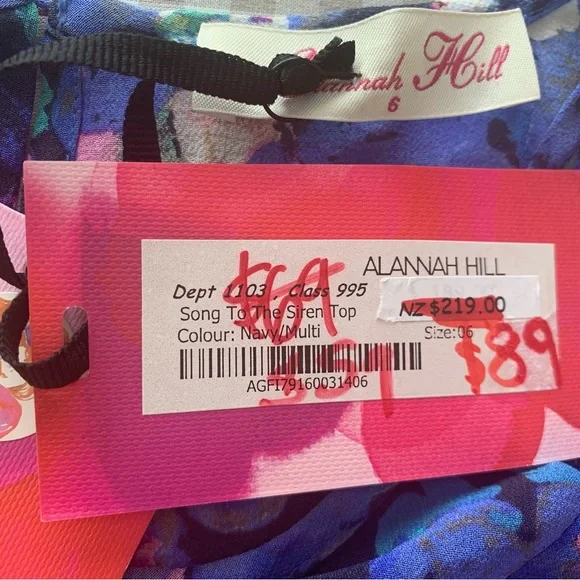 Alannah Hill
6
ALANNAH HILL
Dept 1103 , Class 995
NZ $219.00
Song To The Siren Top
Colour: Navy/Multi
Size:06
$69
$89
AGFI79160031406